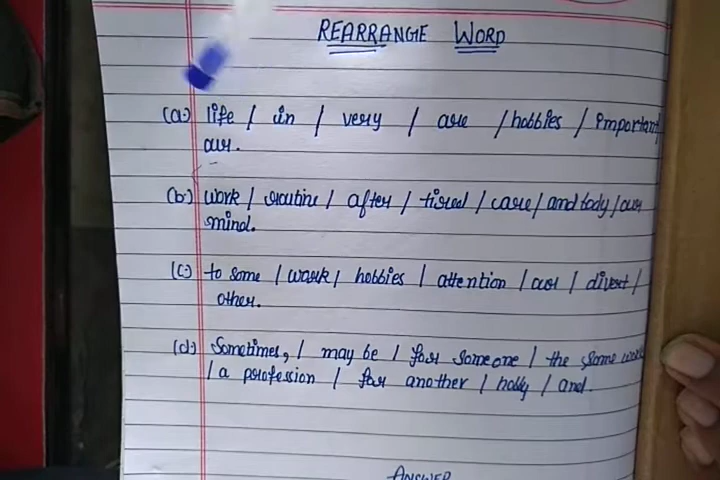 REARRANGE WORD
(a.) life / in / very / are / hobbies / important
our.
(b.) work / routine / after / tired / care / and body / our
mind.
(c) to some / work / hobbies / attention / our / divert /
other.
(d) Sometimes, / may be / for someone / the same work
/ a profession / for another / hobby / and.
ANSWER